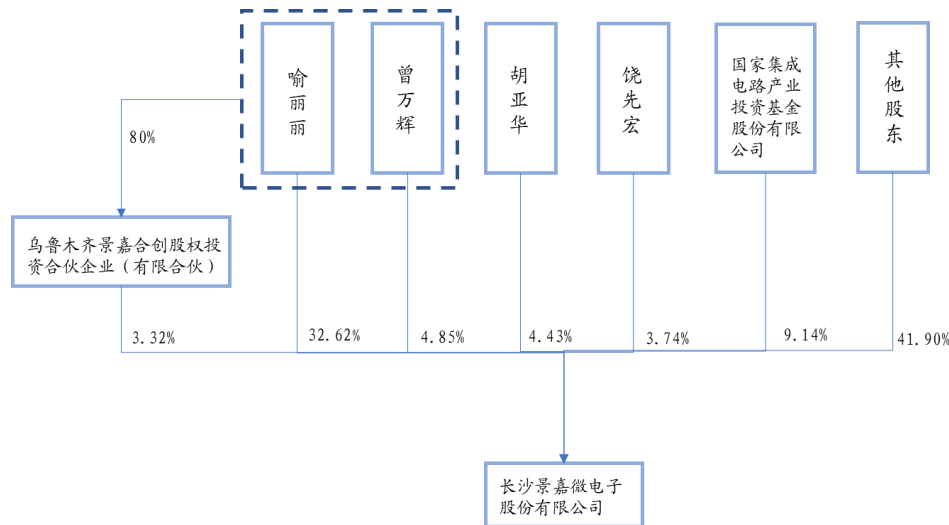 喻丽丽
曾万辉
胡亚华
饶先宏
国家集成
电路产业
投资基金
股份有限
公司
其他股东
80%
乌鲁木齐景嘉合创股权投
资合伙企业（有限合伙）
3.32%
32.62%
4.85%
4.43%
3.74%
9.14%
41.90%
长沙景嘉微电子
股份有限公司